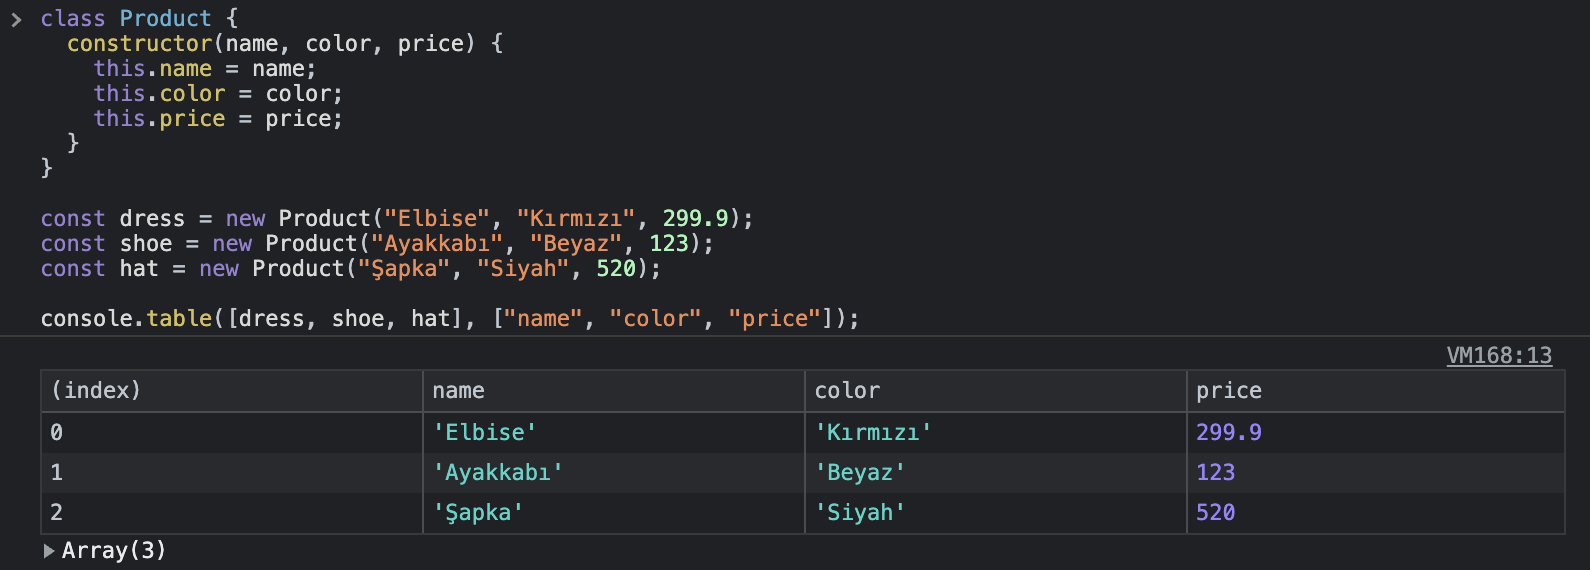 class Product {
  constructor(name, color, price) {
    this.name = name;
    this.color = color;
    this.price = price;
  }
}
const dress = new Product("Elbise", "Kırmızı", 299.9);
const shoe = new Product("Ayakkabı", "Beyaz", 123);
const hat = new Product("Şapka", "Siyah", 520);
console.table([dress, shoe, hat], ["name", "color", "price"]);
VM168:13
(index) name color price
0 'Elbise' 'Kırmızı' 299.9
1 'Ayakkabı' 'Beyaz' 123
2 'Şapka' 'Siyah' 520
Array(3)